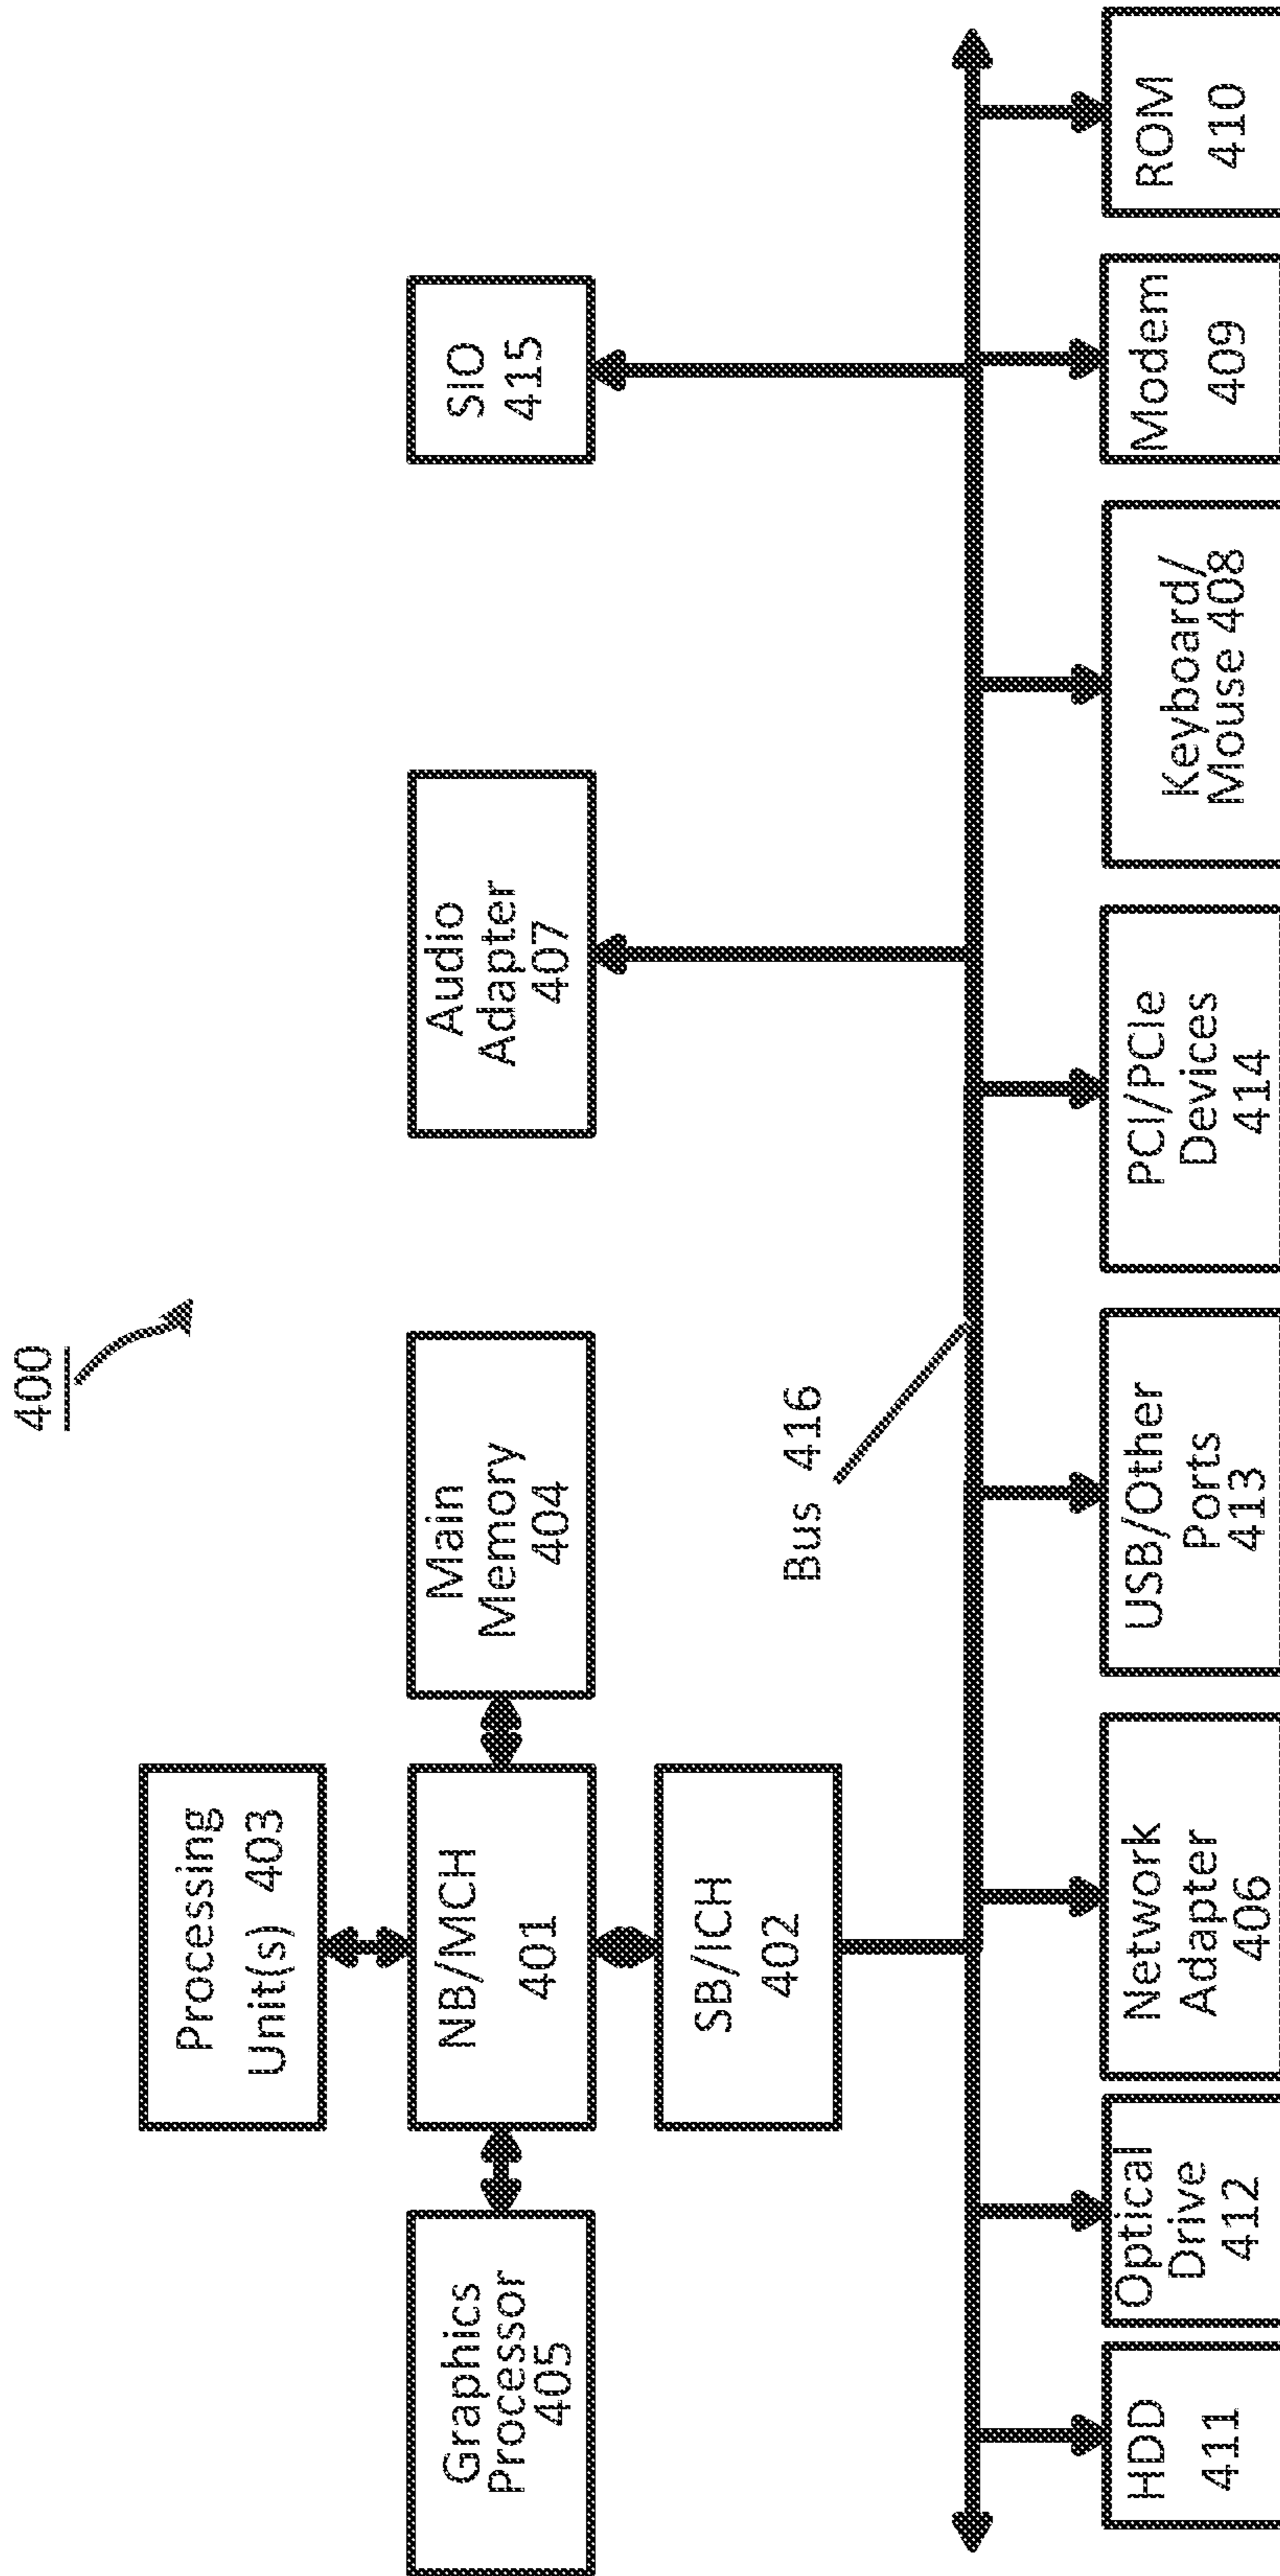 400
Processing
Unit(s) 403
Graphics
Processor
405
NB/MCH
401
Main
Memory
404
Audio
Adapter
407
SIO
415
SB/ICH
402
Bus 416
HDD
411
Optical
Drive
412
Network
Adapter
406
USB/Other
Ports
413
PCI/PCIe
Devices
414
Keyboard/
Mouse 408
Modem
409
ROM
410